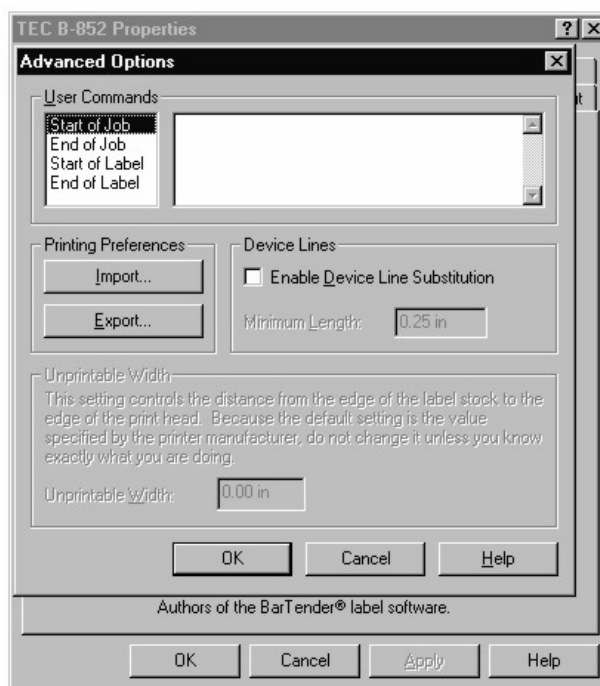 TEC B-852 Properties
Advanced Options
User Commands
Start of Job
End of Job
Start of Label
End of Label
Printing Preferences
Import...
Export...
Device Lines
Enable Device Line Substitution
Minimum Length: 0.25 in
Unprintable Width
This setting controls the distance from the edge of the label stock to the
edge of the print head. Because the default setting is the value
specified by the printer manufacturer, do not change it unless you know
exactly what you are doing.
Unprintable Width: 0.00 in
OK Cancel Help
Authors of the BarTender® label software.
OK Cancel Apply Help